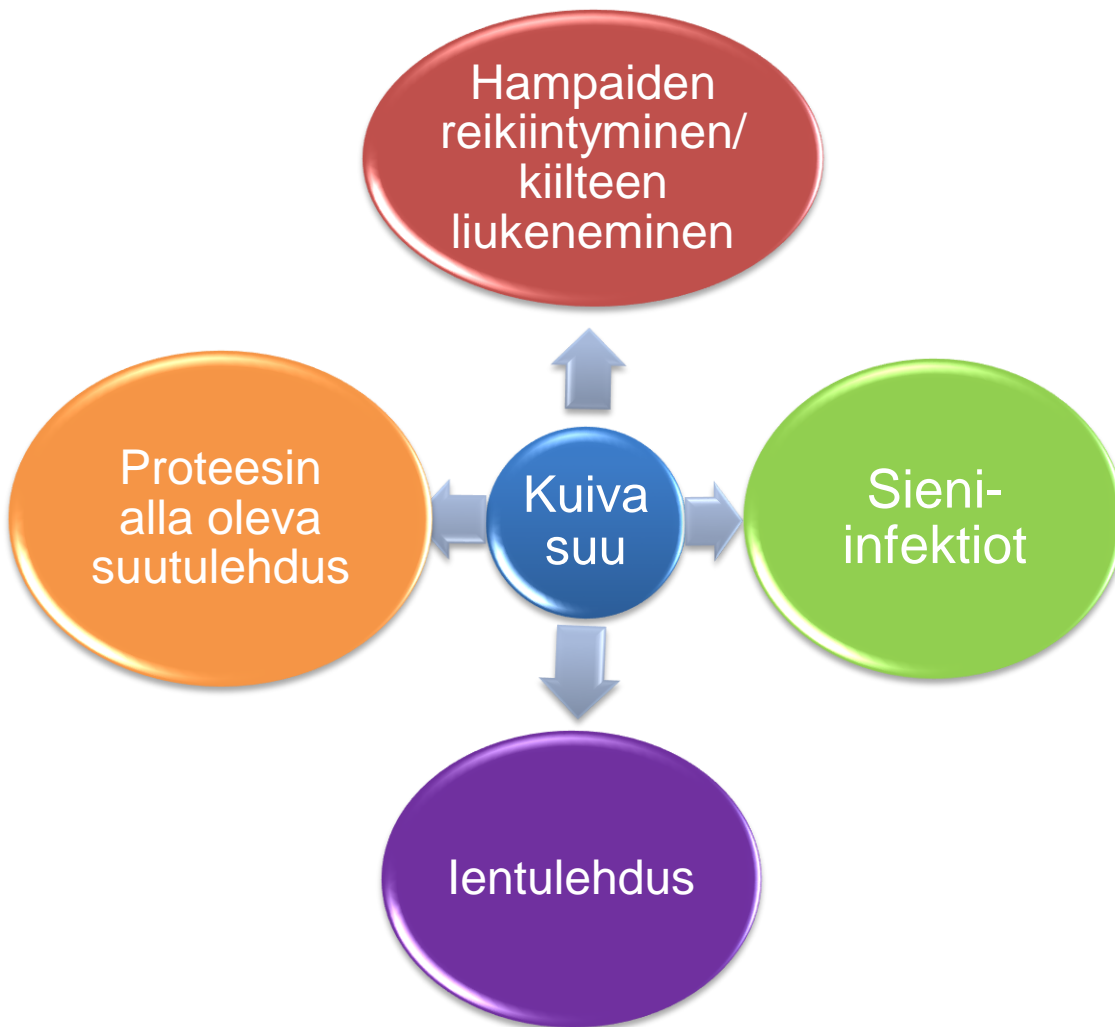 Hampaiden
reikiintyminen/
kiilteen
liukeneminen
Proteesin
alla oleva
suutulehdus
Kuiva
suu
Sieni-
infektiot
Ientulehdus